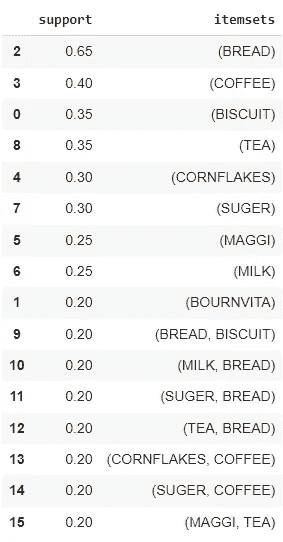 support itemsets
2 0.65 (BREAD)
3 0.40 (COFFEE)
0 0.35 (BISCUIT)
8 0.35 (TEA)
4 0.30 (CORNFLAKES)
7 0.30 (SUGER)
5 0.25 (MAGGI)
6 0.25 (MILK)
1 0.20 (BOURNVITA)
9 0.20 (BREAD, BISCUIT)
10 0.20 (MILK, BREAD)
11 0.20 (SUGER, BREAD)
12 0.20 (TEA, BREAD)
13 0.20 (CORNFLAKES, COFFEE)
14 0.20 (SUGER, COFFEE)
15 0.20 (MAGGI, TEA)